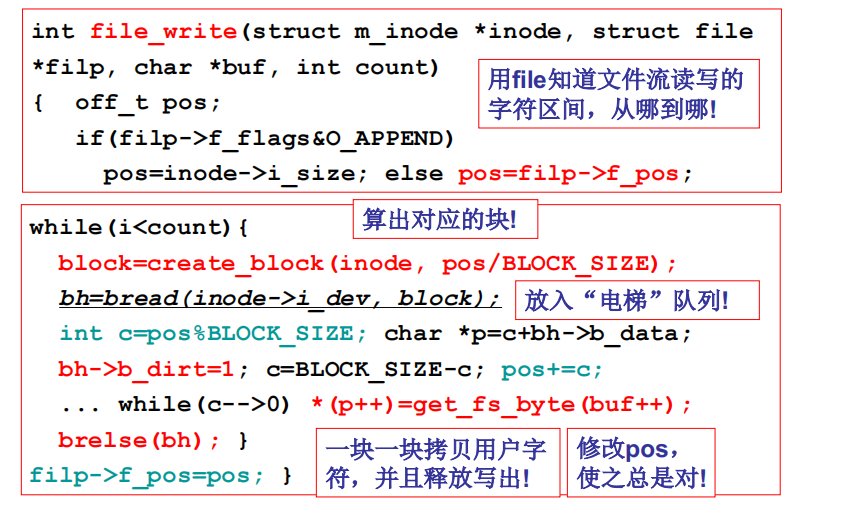 int file_write(struct m_inode *inode, struct file
*filp, char *buf, int count)
{  off_t pos;
用file知道文件流读写的
字符区间，从哪到哪!
if(filp->f_flags&O_APPEND)
pos=inode->i_size; else pos=filp->f_pos;
算出对应的块!
while(i<count){
block=create_block(inode, pos/BLOCK_SIZE);
bh=bread(inode->i_dev, block);
放入“电梯”队列!
int c=pos%BLOCK_SIZE; char *p=c+bh->b_data;
bh->b_dirt=1; c=BLOCK_SIZE-c; pos+=c;
... while(c-->0) *(p++)=get_fs_byte(buf++);
brelse(bh); }
一块一块拷贝用户字
符，并且释放写出!
修改pos，
使之总是对!
filp->f_pos=pos; }